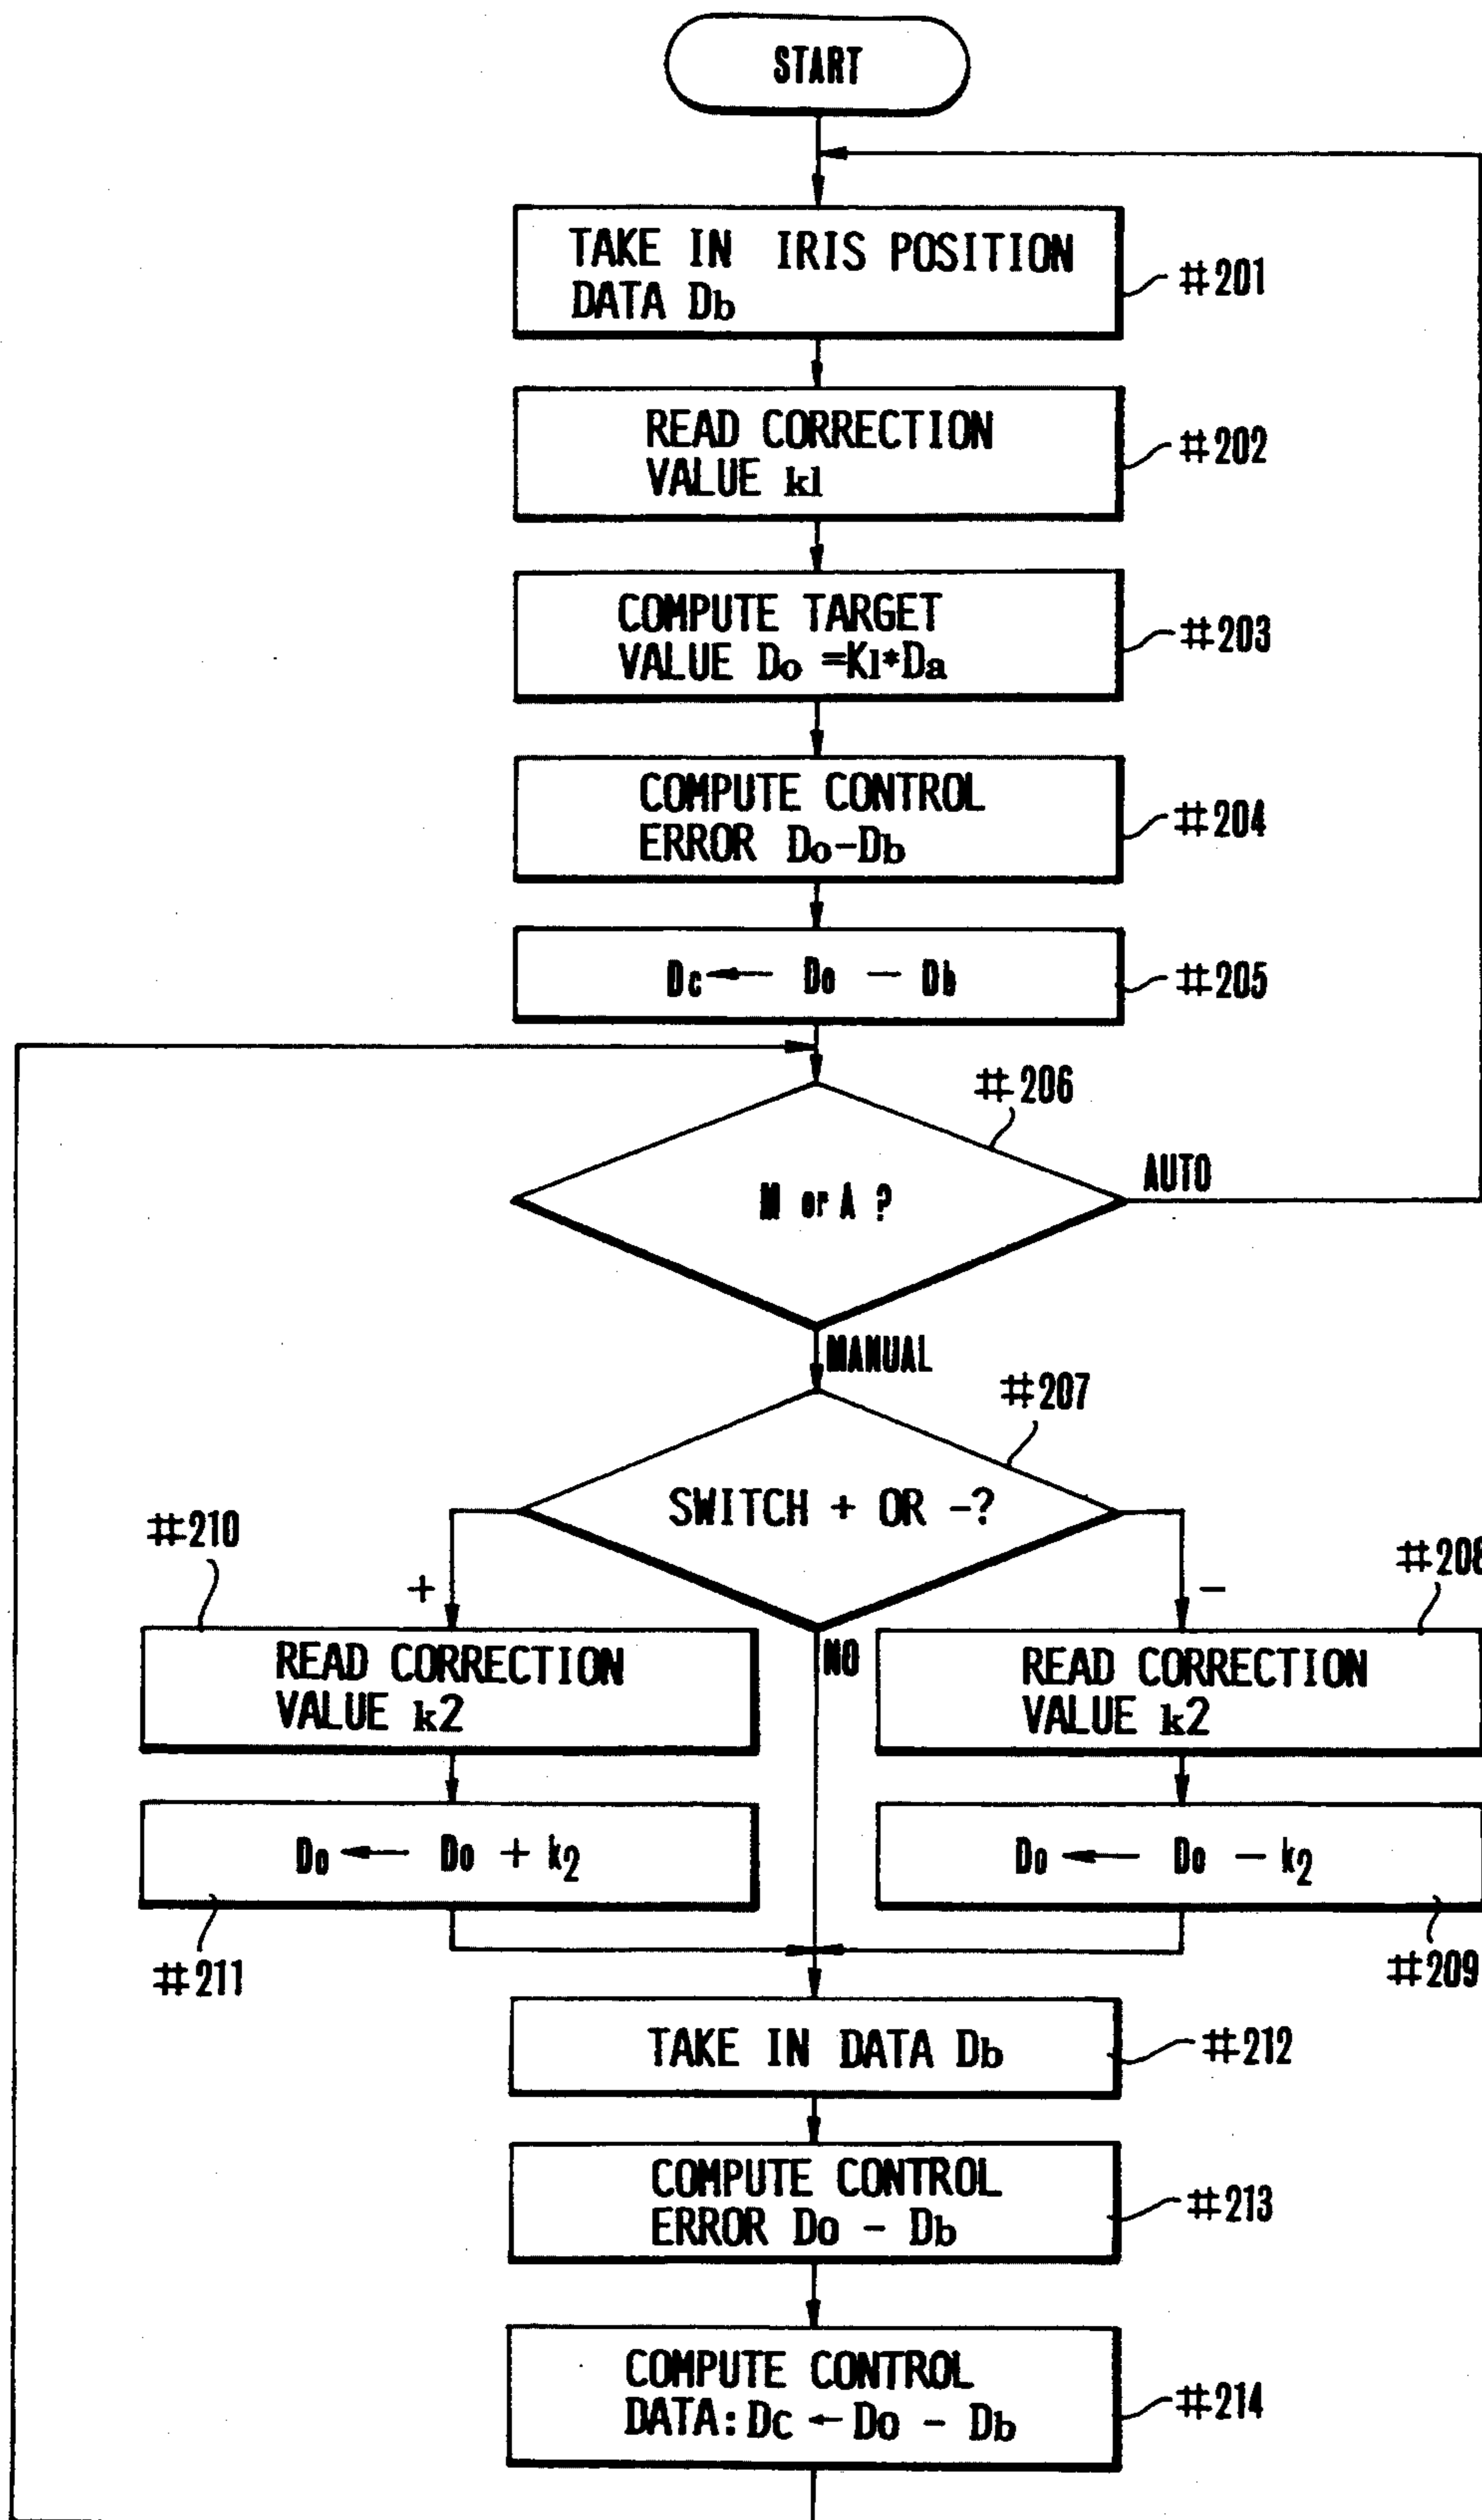 START
TAKE IN IRIS POSITION
DATA Db
#201
READ CORRECTION
VALUE k1
#202
COMPUTE TARGET
VALUE Do =K1*Da
#203
COMPUTE CONTROL
ERROR Do-Db
#204
Dc ← Do — Db
#205
#206
M or A ?
AUTO
MANUAL
#207
SWITCH + OR -?
#210
#208
+
−
READ CORRECTION
VALUE k2
NO
READ CORRECTION
VALUE k2
Do ← Do + k2
Do ← Do − k2
#211
#209
TAKE IN DATA Db
#212
COMPUTE CONTROL
ERROR Do - Db
#213
COMPUTE CONTROL
DATA: Dc ← Do - Db
#214